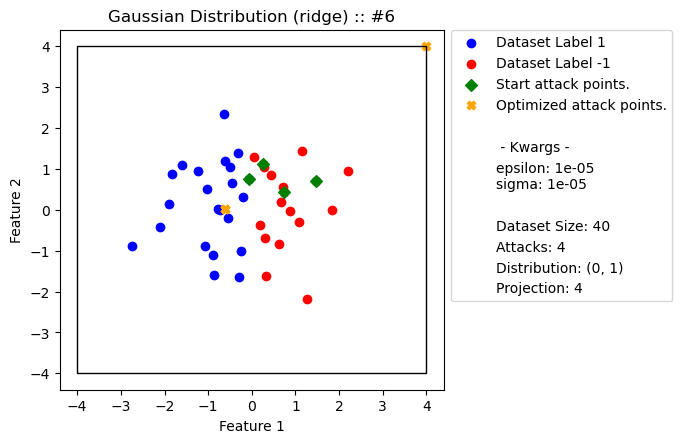 Gaussian Distribution (ridge) :: #6
4
3
2
1
0
−1
−2
−3
−4
Feature 2
−4 −3 −2 −1 0 1 2 3 4
Feature 1
Dataset Label 1
Dataset Label -1
Start attack points.
Optimized attack points.
- Kwargs -
epsilon: 1e-05
sigma: 1e-05
Dataset Size: 40
Attacks: 4
Distribution: (0, 1)
Projection: 4